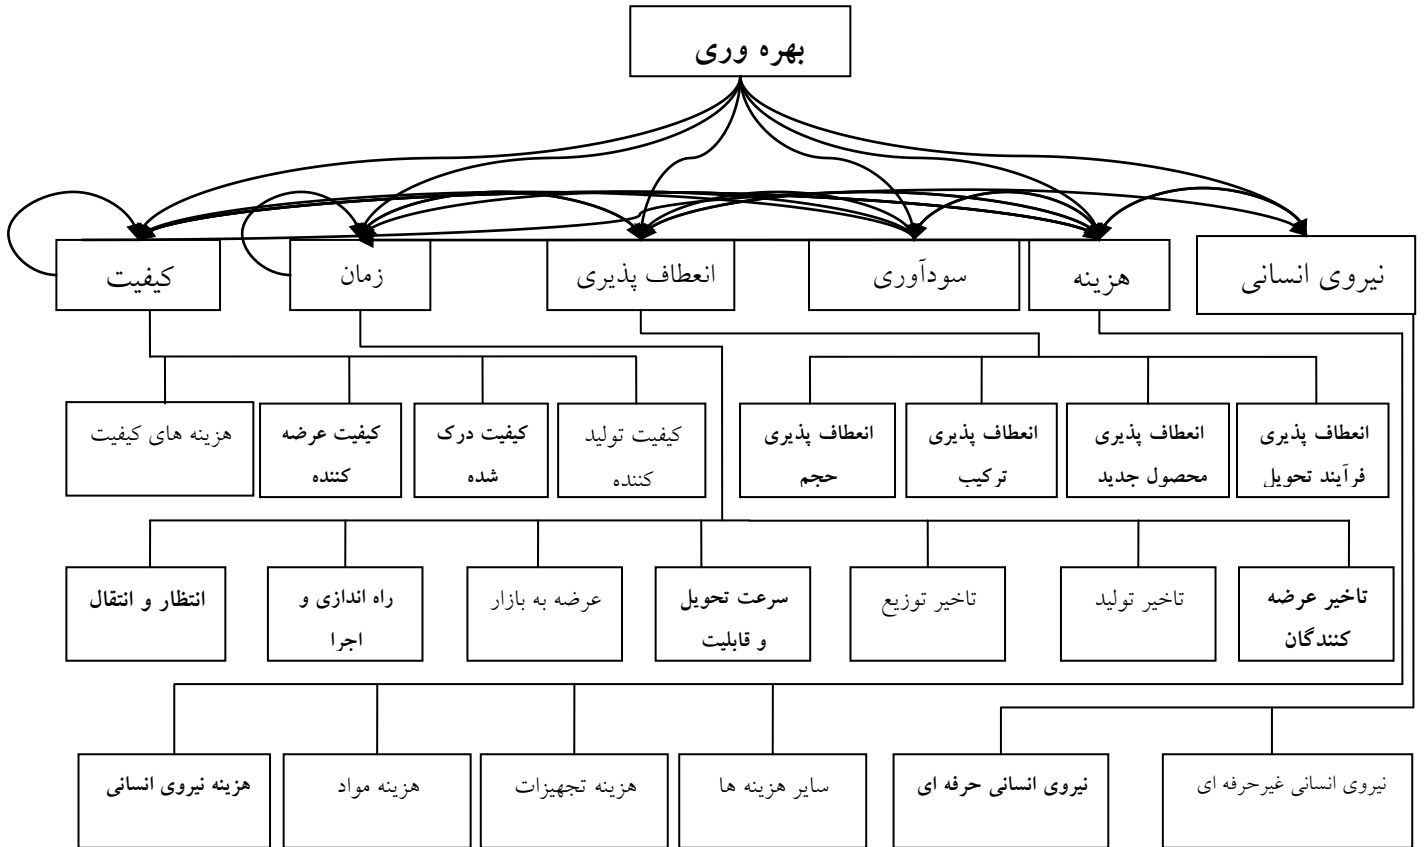 بهره وری
نیروی انسانی
هزینه
سودآوری
انعطاف پذیری
زمان
کیفیت
انعطاف پذیری
فرآیند تحویل
انعطاف پذیری
محصول جدید
انعطاف پذیری
ترکیب
انعطاف پذیری
حجم
کیفیت تولید
کننده
کیفیت درک
شده
کیفیت عرضه
کننده
هزینه های کیفیت
تاخیر عرضه
کنندگان
تاخیر تولید
تاخیر توزیع
سرعت تحویل
و قابلیت
عرضه به بازار
راه اندازی و
اجرا
انتظار و انتقال
نیروی انسانی غیرحرفه ای
نیروی انسانی حرفه ای
سایر هزینه ها
هزینه تجهیزات
هزینه مواد
هزینه نیروی انسانی